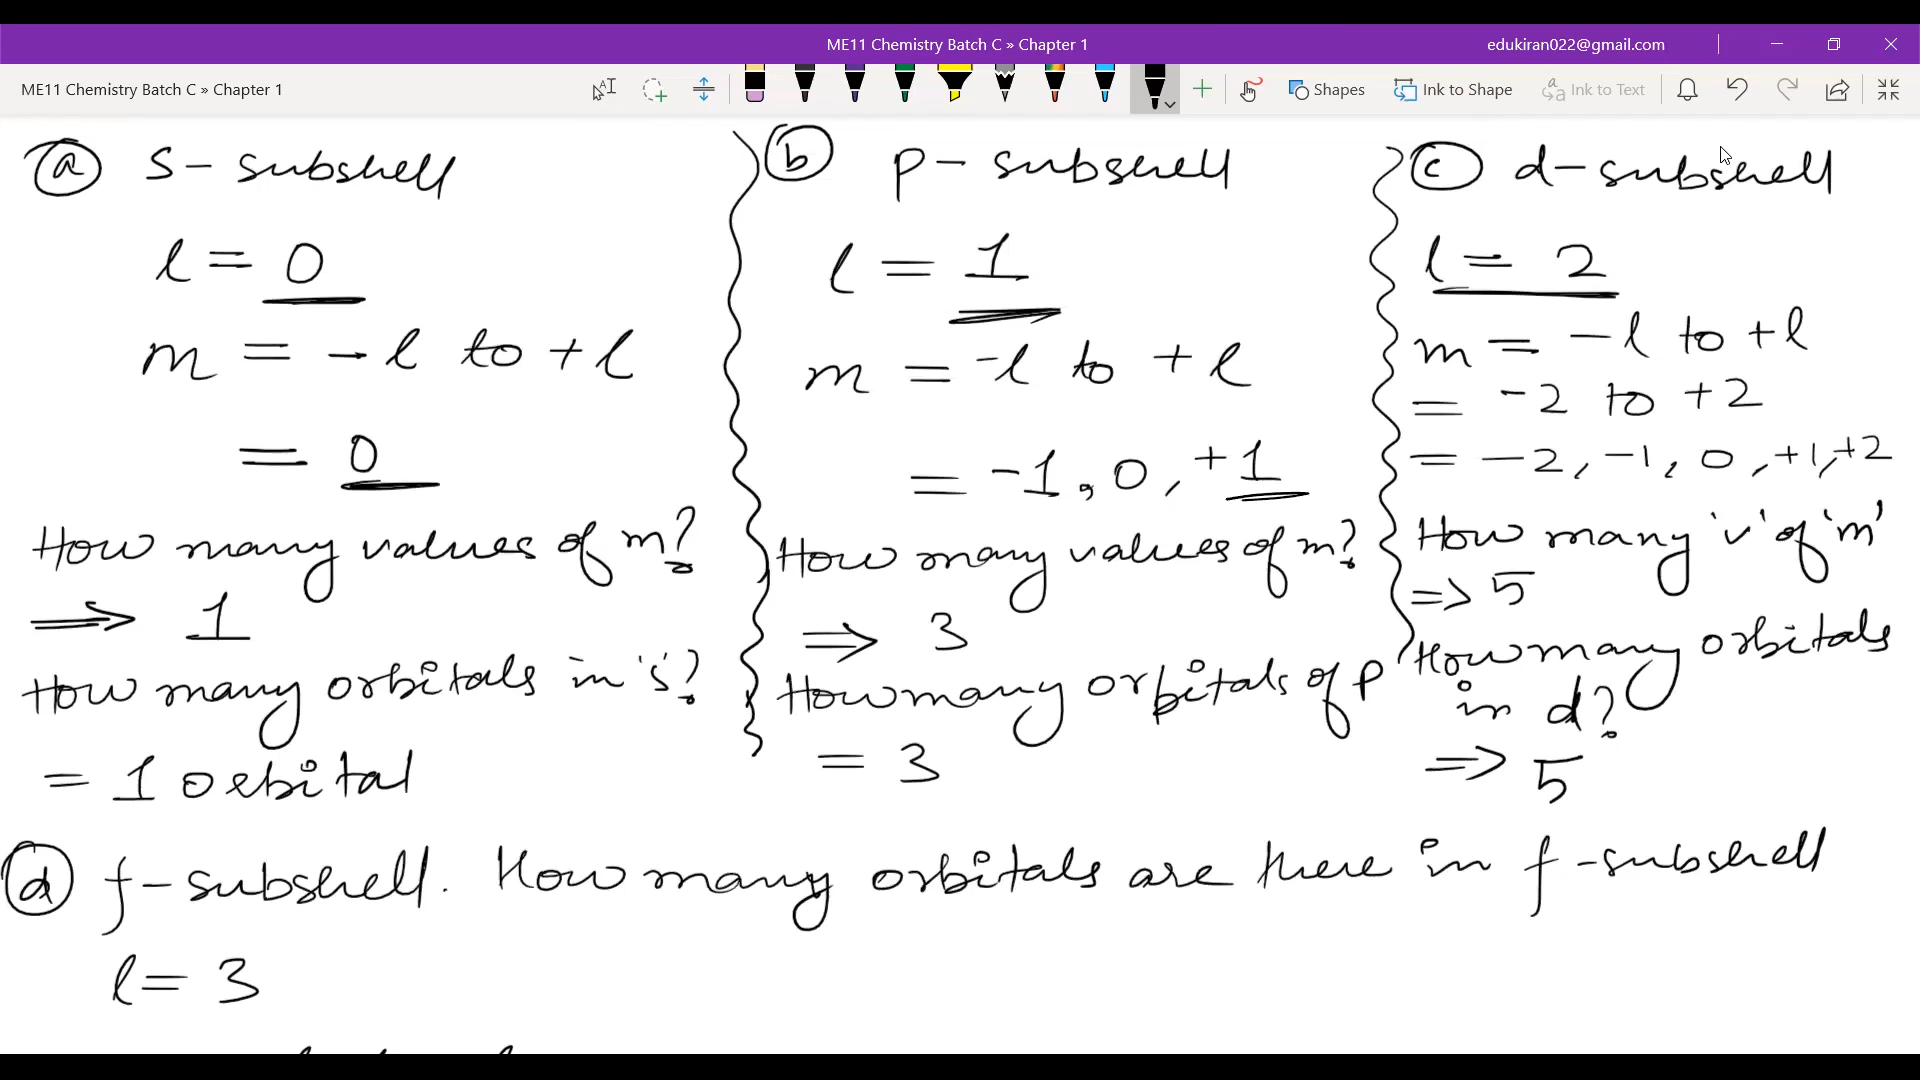 ME11 Chemistry Batch C » Chapter 1
edukiran022@gmail.com
ME11 Chemistry Batch C » Chapter 1
Shapes
Ink to Shape
Ink to Text
(a) s - subshell
l = 0
m = - l to + l
= 0
How many values of m?
⇒ 1
How many orbitals in 's'?
= 1 orbital
(b) p - subshell
l = 1
m = -l to + l
= -1, 0, +1
How many values of m?
⇒ 3
How many orbitals of p
= 3
(c) d - subshell
l = 2
m = -l to +l
= -2 to +2
= -2, -1, 0, +1, +2
How many 'v' of 'm'
=> 5
How many orbitals
in d?
=> 5
(d) f - subshell. How many orbitals are there in f - subshell
l = 3